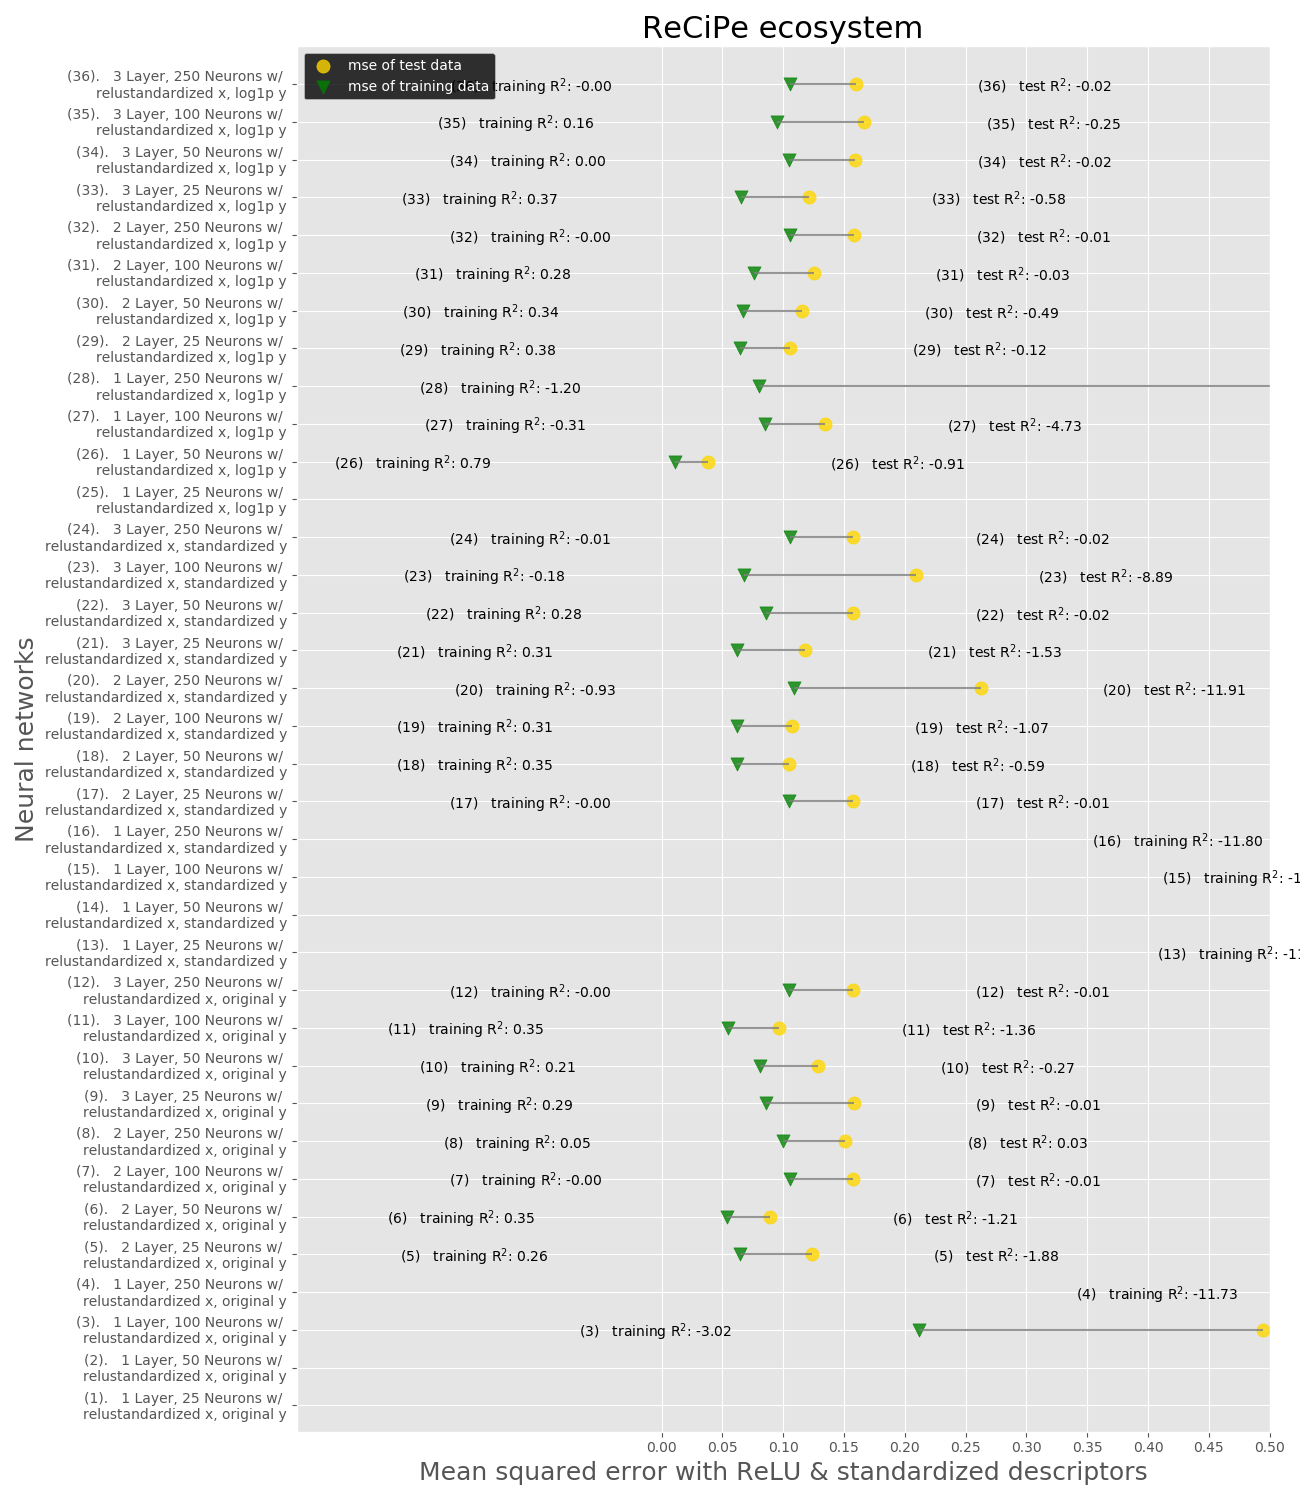 ReCiPe ecosystem
mse of test data
mse of training data
(36).   3 Layer, 250 Neurons w/
relustandardized x, log1p y
training R²: -0.00
(36)   test R²: -0.02
(35).   3 Layer, 100 Neurons w/
relustandardized x, log1p y
(35)   training R²: 0.16
(35)   test R²: -0.25
(34).   3 Layer, 50 Neurons w/
relustandardized x, log1p y
(34)   training R²: 0.00
(34)   test R²: -0.02
(33).   3 Layer, 25 Neurons w/
relustandardized x, log1p y
(33)   training R²: 0.37
(33)   test R²: -0.58
(32).   2 Layer, 250 Neurons w/
relustandardized x, log1p y
(32)   training R²: -0.00
(32)   test R²: -0.01
(31).   2 Layer, 100 Neurons w/
relustandardized x, log1p y
(31)   training R²: 0.28
(31)   test R²: -0.03
(30).   2 Layer, 50 Neurons w/
relustandardized x, log1p y
(30)   training R²: 0.34
(30)   test R²: -0.49
(29).   2 Layer, 25 Neurons w/
relustandardized x, log1p y
(29)   training R²: 0.38
(29)   test R²: -0.12
(28).   1 Layer, 250 Neurons w/
relustandardized x, log1p y
(28)   training R²: -1.20
(27).   1 Layer, 100 Neurons w/
relustandardized x, log1p y
(27)   training R²: -0.31
(27)   test R²: -4.73
(26).   1 Layer, 50 Neurons w/
relustandardized x, log1p y
(26)   training R²: 0.79
(26)   test R²: -0.91
(25).   1 Layer, 25 Neurons w/
relustandardized x, log1p y
(24).   3 Layer, 250 Neurons w/
relustandardized x, standardized y
(24)   training R²: -0.01
(24)   test R²: -0.02
(23).   3 Layer, 100 Neurons w/
relustandardized x, standardized y
(23)   training R²: -0.18
(23)   test R²: -8.89
(22).   3 Layer, 50 Neurons w/
relustandardized x, standardized y
(22)   training R²: 0.28
(22)   test R²: -0.02
(21).   3 Layer, 25 Neurons w/
relustandardized x, standardized y
(21)   training R²: 0.31
(21)   test R²: -1.53
(20).   2 Layer, 250 Neurons w/
relustandardized x, standardized y
(20)   training R²: -0.93
(20)   test R²: -11.91
(19).   2 Layer, 100 Neurons w/
relustandardized x, standardized y
(19)   training R²: 0.31
(19)   test R²: -1.07
(18).   2 Layer, 50 Neurons w/
relustandardized x, standardized y
(18)   training R²: 0.35
(18)   test R²: -0.59
(17).   2 Layer, 25 Neurons w/
relustandardized x, standardized y
(17)   training R²: -0.00
(17)   test R²: -0.01
(16).   1 Layer, 250 Neurons w/
relustandardized x, standardized y
(16)   training R²: -11.80
(15).   1 Layer, 100 Neurons w/
relustandardized x, standardized y
(15)   training R²: -1
(14).   1 Layer, 50 Neurons w/
relustandardized x, standardized y
(13).   1 Layer, 25 Neurons w/
relustandardized x, standardized y
(13)   training R²: -11
(12).   3 Layer, 250 Neurons w/
relustandardized x, original y
(12)   training R²: -0.00
(12)   test R²: -0.01
(11).   3 Layer, 100 Neurons w/
relustandardized x, original y
(11)   training R²: 0.35
(11)   test R²: -1.36
(10).   3 Layer, 50 Neurons w/
relustandardized x, original y
(10)   training R²: 0.21
(10)   test R²: -0.27
(9).   3 Layer, 25 Neurons w/
relustandardized x, original y
(9)   training R²: 0.29
(9)   test R²: -0.01
(8).   2 Layer, 250 Neurons w/
relustandardized x, original y
(8)   training R²: 0.05
(8)   test R²: 0.03
(7).   2 Layer, 100 Neurons w/
relustandardized x, original y
(7)   training R²: -0.00
(7)   test R²: -0.01
(6).   2 Layer, 50 Neurons w/
relustandardized x, original y
(6)   training R²: 0.35
(6)   test R²: -1.21
(5).   2 Layer, 25 Neurons w/
relustandardized x, original y
(5)   training R²: 0.26
(5)   test R²: -1.88
(4).   1 Layer, 250 Neurons w/
relustandardized x, original y
(4)   training R²: -11.73
(3).   1 Layer, 100 Neurons w/
relustandardized x, original y
(3)   training R²: -3.02
(2).   1 Layer, 50 Neurons w/
relustandardized x, original y
(1).   1 Layer, 25 Neurons w/
relustandardized x, original y
Neural networks
0.00 0.05 0.10 0.15 0.20 0.25 0.30 0.35 0.40 0.45 0.50
Mean squared error with ReLU & standardized descriptors